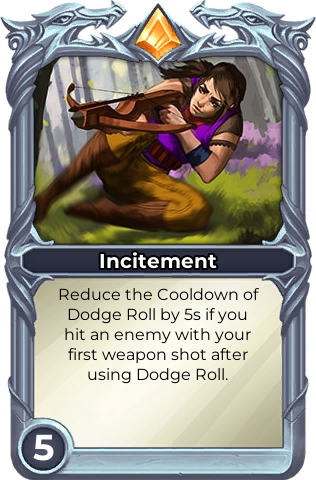 Incitement
Reduce the Cooldown of
Dodge Roll by 5s if you
hit an enemy with your
first weapon shot after
using Dodge Roll.
5